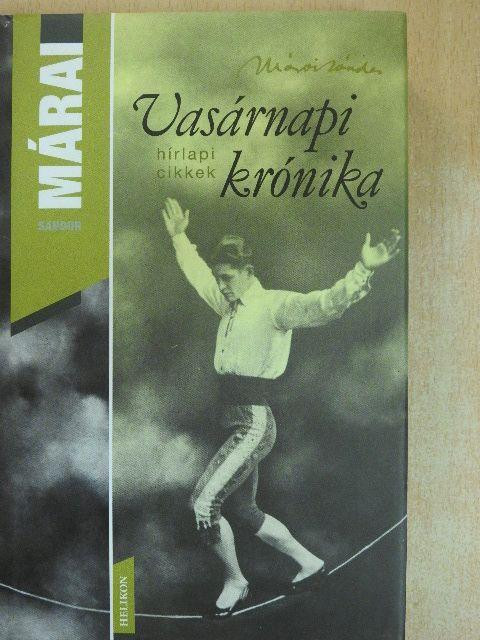 MÁRAI
SÁNDOR
Márai Sándor
Vasárnapi
hírlapi
cikkek
krónika
HELIKON